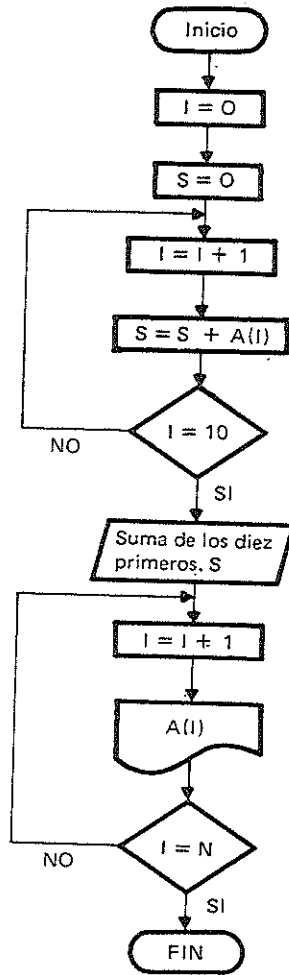 Inicio
I = 0
S = 0
I = I + 1
S = S + A(I)
I = 10
NO
SI
Suma de los diez
primeros. S
I = I + 1
A(I)
I = N
NO
SI
FIN